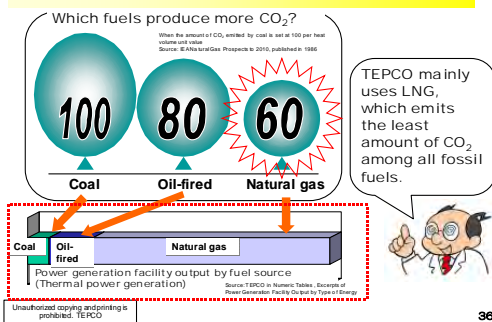 Which fuels produce more CO₂?
When the amount of CO₂ emitted by coal is set at 100 per heat
volume unit value
Source: IEA Natural Gas Prospects to 2010, published in 1986
100
80
60
Coal
Oil-fired
Natural gas
TEPCO mainly
uses LNG,
which emits
the least
amount of CO₂
among all fossil
fuels.
Coal
Oil-
fired
Natural gas
Power generation facility output by fuel source
(Thermal power generation)
Source: TEPCO in Numeric Tables, Excerpts of
Power Generation Facility Output by Type of Energy
Unauthorized copying and printing is
prohibited. TEPCO
36